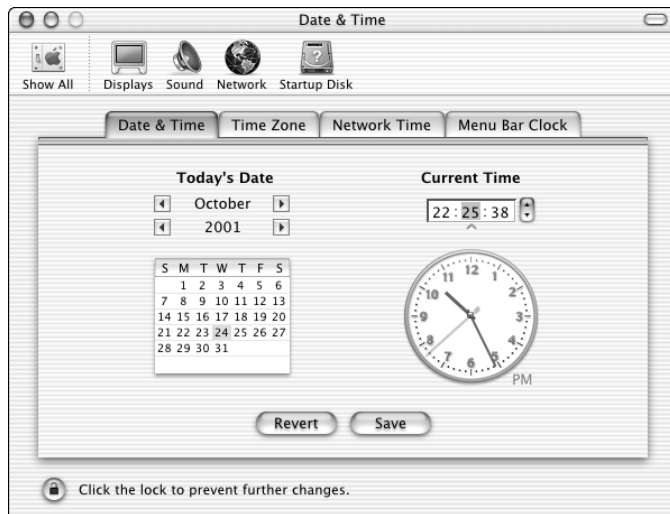 Date & Time
Show All Displays Sound Network Startup Disk
Date & Time Time Zone Network Time Menu Bar Clock
Today's Date
October
2001
S M T W T F S
1 2 3 4 5 6
7 8 9 10 11 12 13
14 15 16 17 18 19 20
21 22 23 24 25 26 27
28 29 30 31
Current Time
22:25:38
12 1 2 3 4 5 6 7 8 9 10 11
PM
Revert Save
Click the lock to prevent further changes.